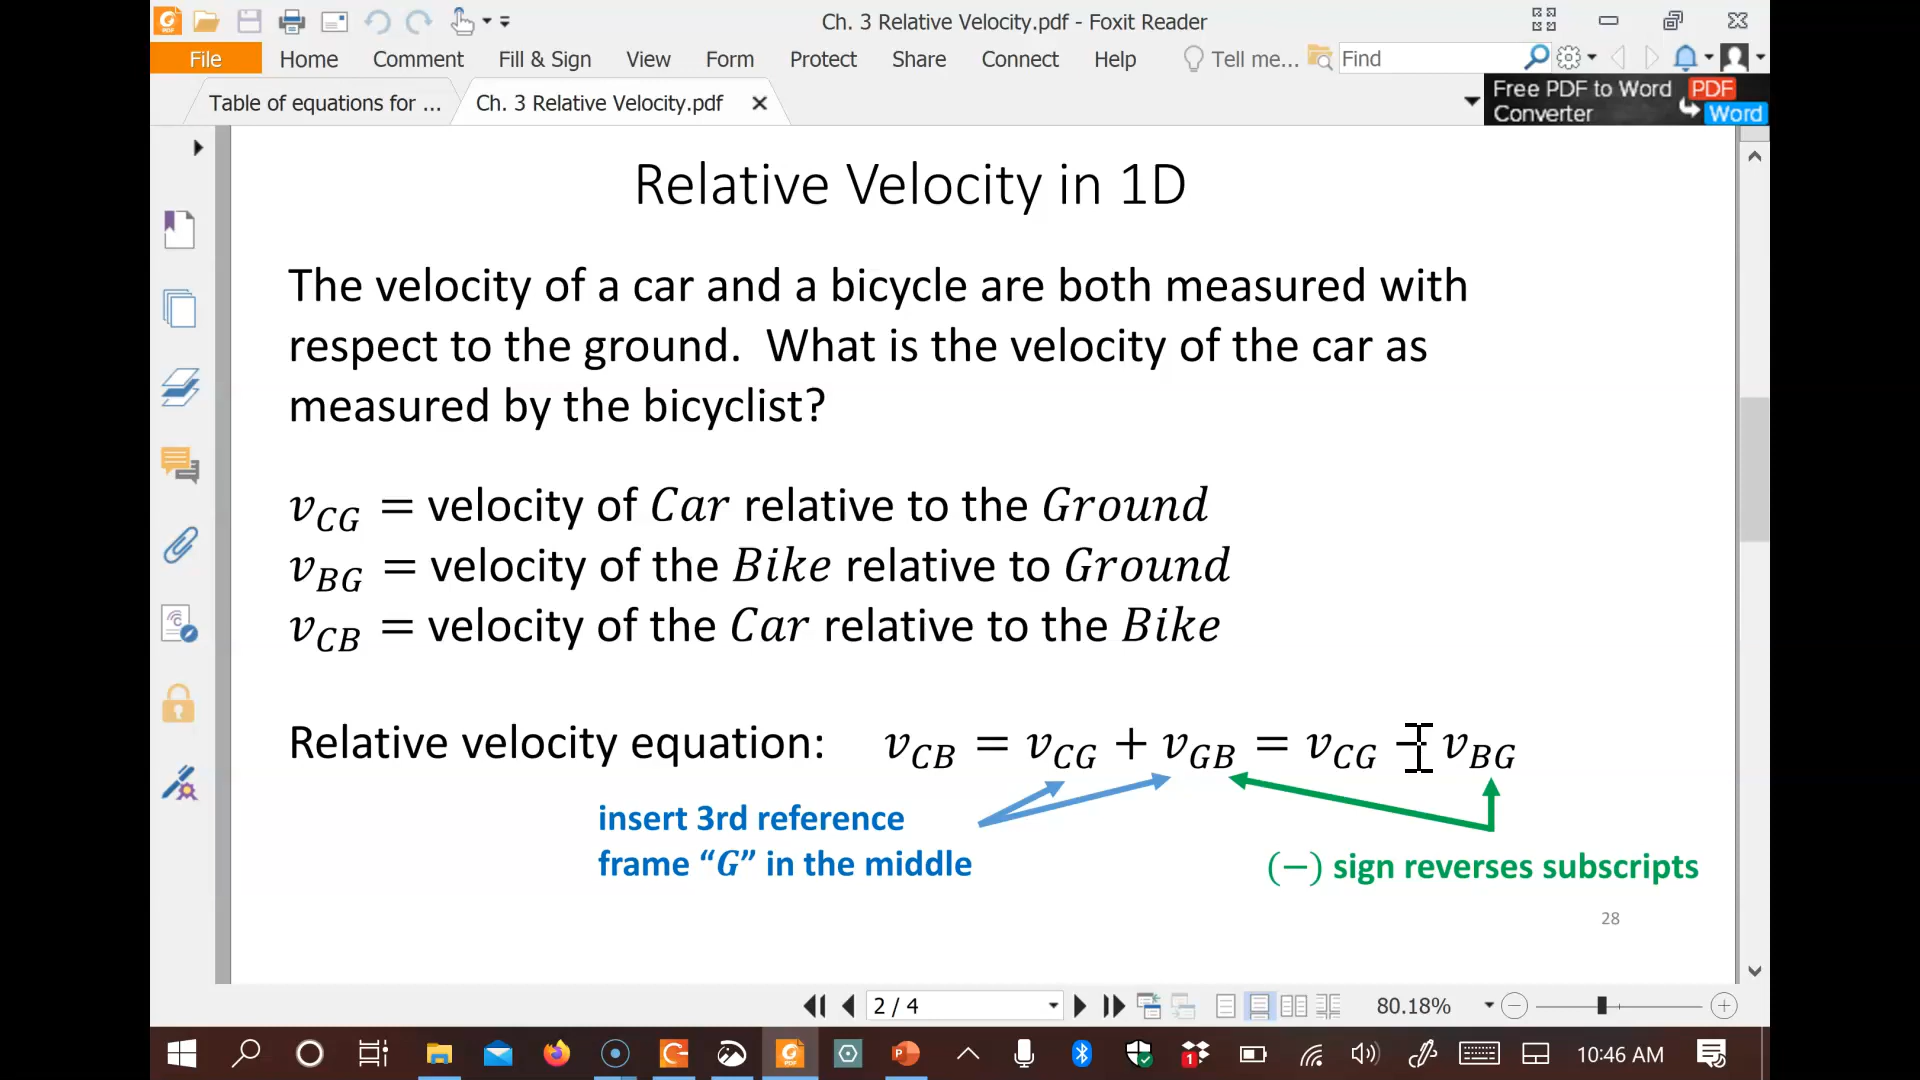 Ch. 3 Relative Velocity.pdf - Foxit Reader
File Home Comment Fill & Sign View Form Protect Share Connect Help Tell me... Find
Table of equations for ... Ch. 3 Relative Velocity.pdf
Free PDF to Word Converter PDF Word
Relative Velocity in 1D
The velocity of a car and a bicycle are both measured with
respect to the ground. What is the velocity of the car as
measured by the bicyclist?
v_CG = velocity of Car relative to the Ground
v_BG = velocity of the Bike relative to Ground
v_CB = velocity of the Car relative to the Bike
Relative velocity equation: v_CB = v_CG + v_GB = v_CG − v_BG
insert 3rd reference
frame “G” in the middle
(−) sign reverses subscripts
28
2 / 4 80.18%
1 10:46 AM